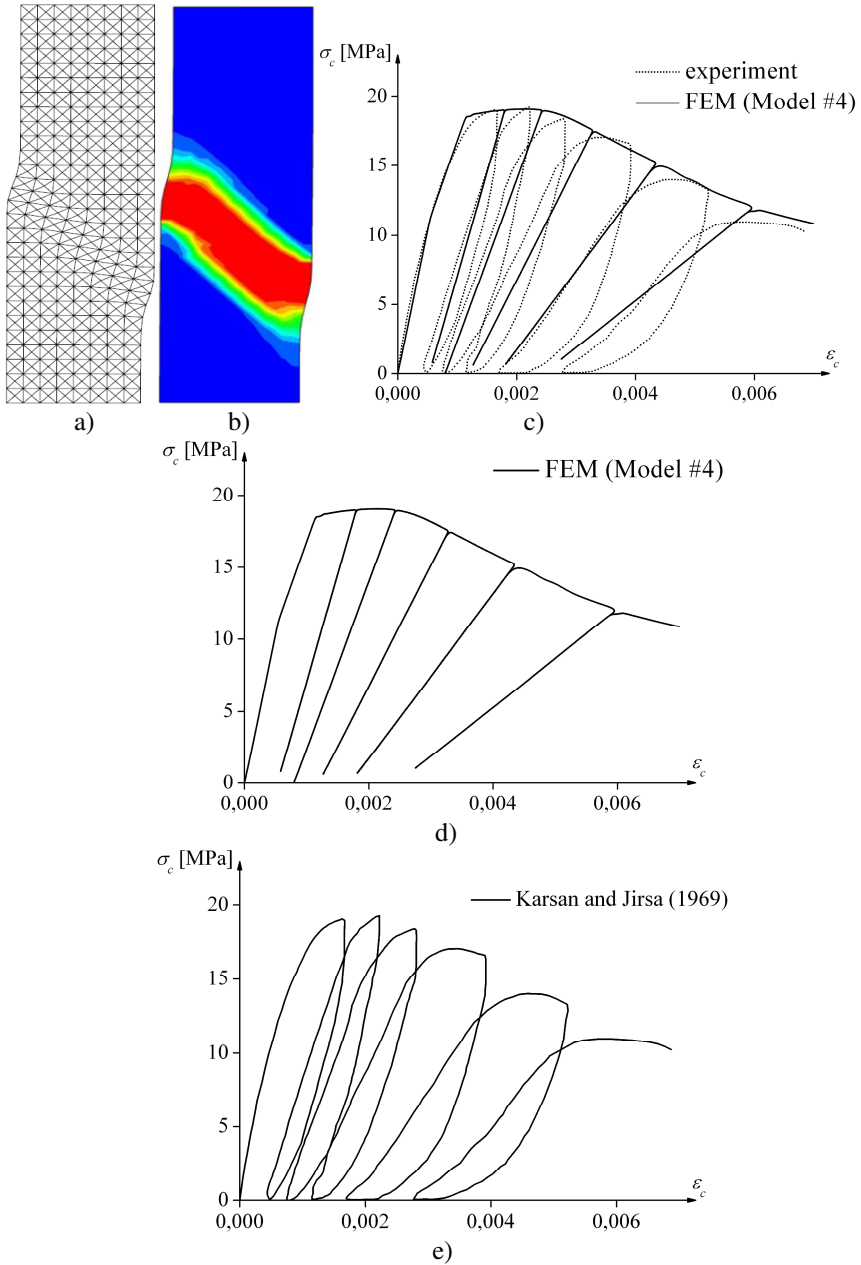 a)
b)
σc [MPa]
experiment
FEM (Model #4)
20
15
10
5
0
0,000
0,002
0,004
0,006
εc
c)
σc [MPa]
FEM (Model #4)
20
15
10
5
0
0,000
0,002
0,004
0,006
εc
d)
σc [MPa]
Karsan and Jirsa (1969)
20
15
10
5
0
0,000
0,002
0,004
0,006
εc
e)